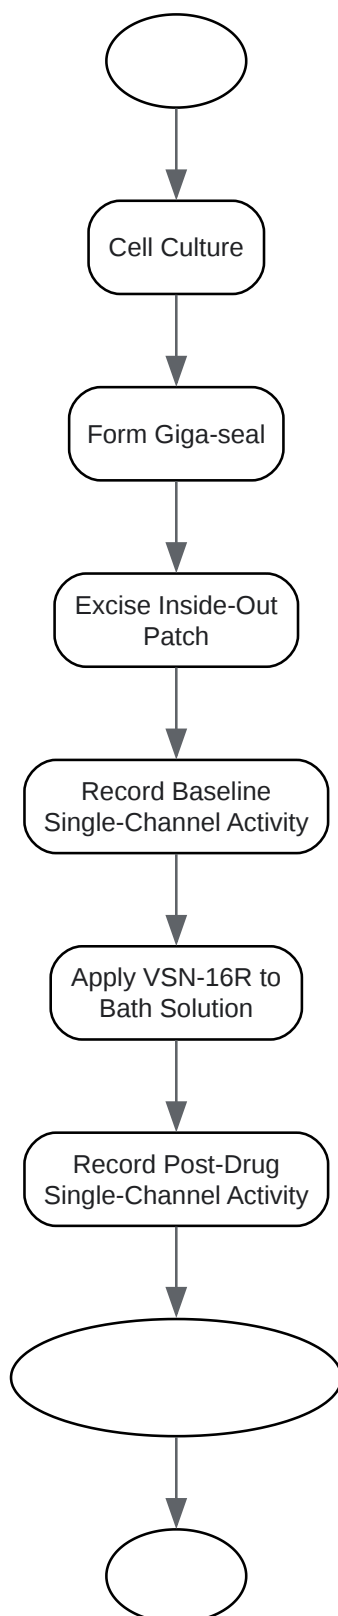 Cell Culture
Form Giga-seal
Excise Inside-Out
Patch
Record Baseline
Single-Channel Activity
Apply VSN-16R to
Bath Solution
Record Post-Drug
Single-Channel Activity